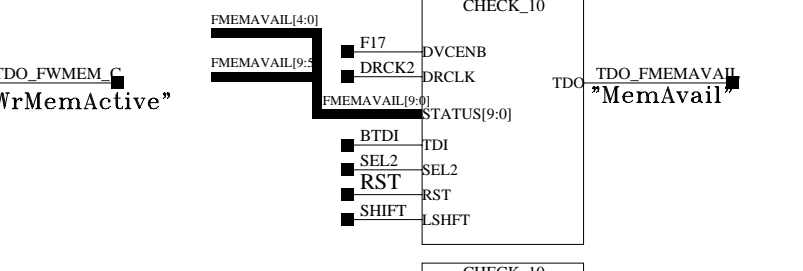 CHECK_10
FMEMAVAIL[4:0]
F17
DVCENB
FMEMAVAIL[9:5
DRCK2
DRCLK
TDO_FWMEM_C
WrMemActive"
TDO
TDO_FMEMAVAIL
"MemAvail"
FMEMAVAIL[9:0]
STATUS[9:0]
BTDI
TDI
SEL2
SEL2
RST
RST
SHIFT
LSHFT
CHECK_10